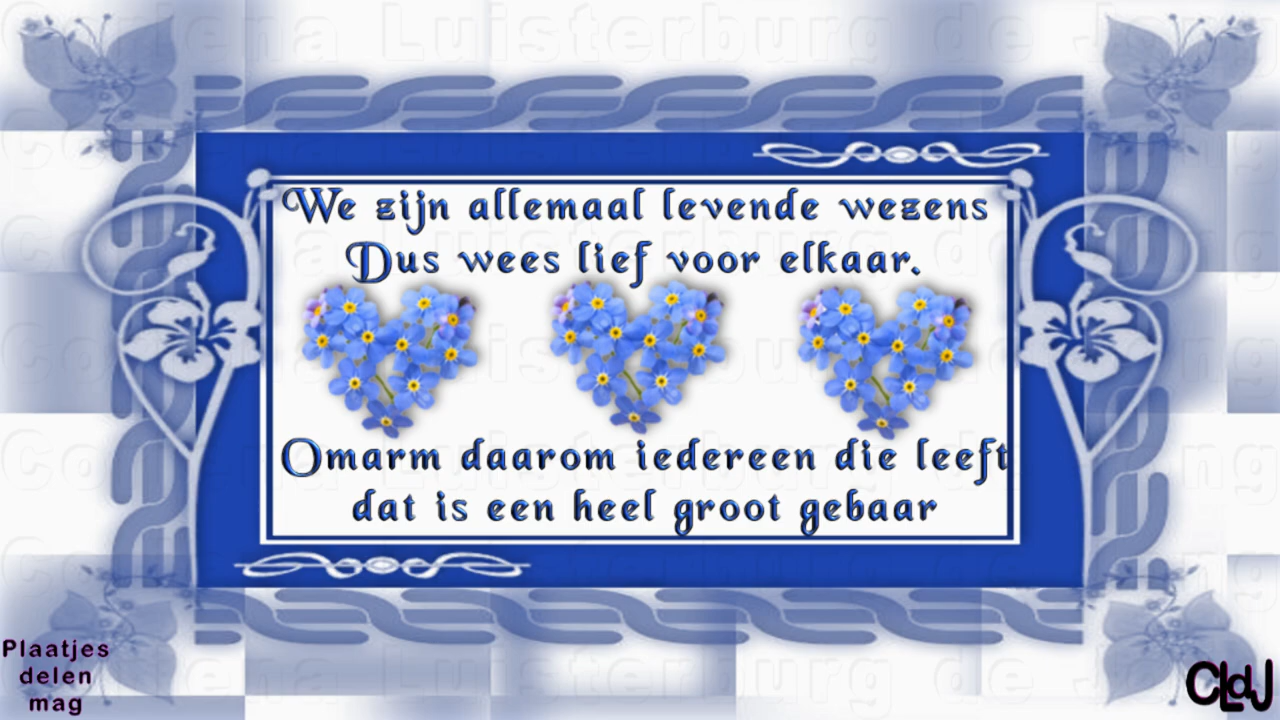 We zijn allemaal levende wezens
Dus wees lief voor elkaar.
Omarm daarom iedereen die leeft
dat is een heel groot gebaar
Plaatjes
delen
mag
CLdJ